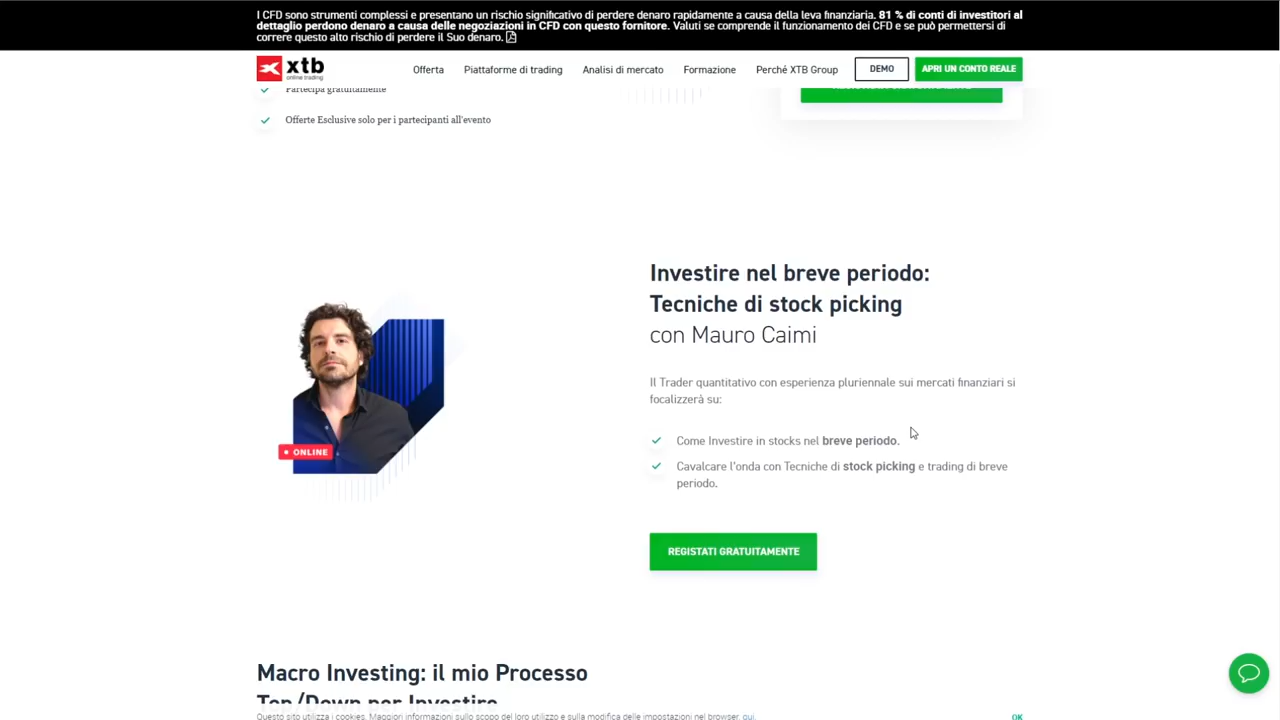 I CFD sono strumenti complessi e presentano un rischio significativo di perdere denaro rapidamente a causa della leva finanziaria. 81 % di conti di investitori al
dettaglio perdono denaro a causa delle negoziazioni in CFD con questo fornitore. Valuti se comprende il funzionamento dei CFD e se può permettersi di
correre questo alto rischio di perdere il Suo denaro.
xtb
online trading
Offerta
Piattaforme di trading
Analisi di mercato
Formazione
Perché XTB Group
DEMO
APRI UN CONTO REALE
Partecipa gratuitamente
Offerte Esclusive solo per i partecipanti all'evento
Investire nel breve periodo:
Tecniche di stock picking
con Mauro Caimi
Il Trader quantitativo con esperienza pluriennale sui mercati finanziari si
focalizzerà su:
Come Investire in stocks nel breve periodo.
Cavalcare l'onda con Tecniche di stock picking e trading di breve
periodo.
ONLINE
REGISTATI GRATUITAMENTE
Macro Investing: il mio Processo
Top/Down per Investire
Questo sito utilizza i cookies. Maggiori informazioni sullo scopo del loro utilizzo e sulla modifica delle impostazioni nel browser, qui.
OK